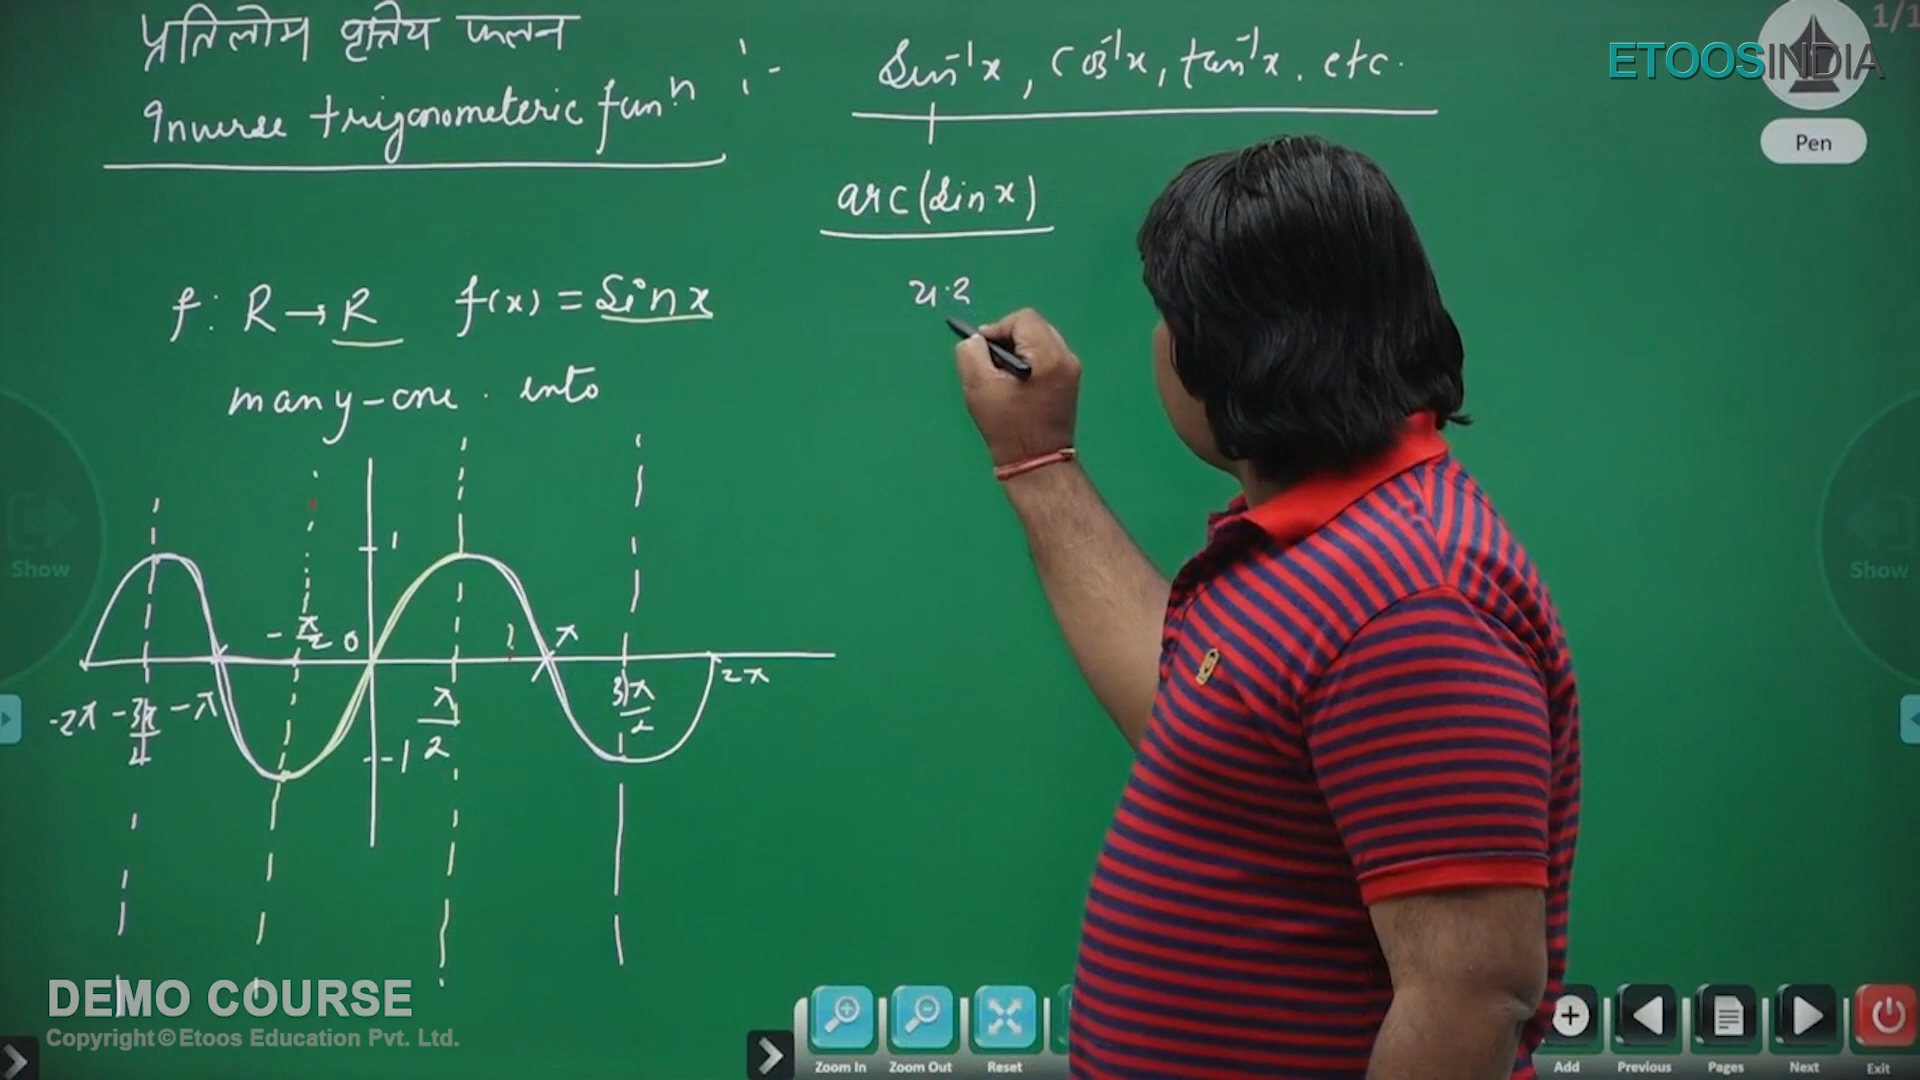 प्रतिलोम वृत्तिय फलन
Inverse trigonometeric funⁿ :-
Sin⁻¹x, Cos⁻¹x, tan⁻¹x. etc.
arc(Sin x)
f: R → R f(x) = Sin x
many-one . into
1
-π/2 0 π
-2π -3π/4 -π -1 π/2 3π/2 2π
ETOOSINDIA
1/1
Pen
Show
Show
DEMO COURSE
Copyright © Etoos Education Pvt. Ltd.
Zoom In Zoom Out Reset Add Previous Pages Next Exit